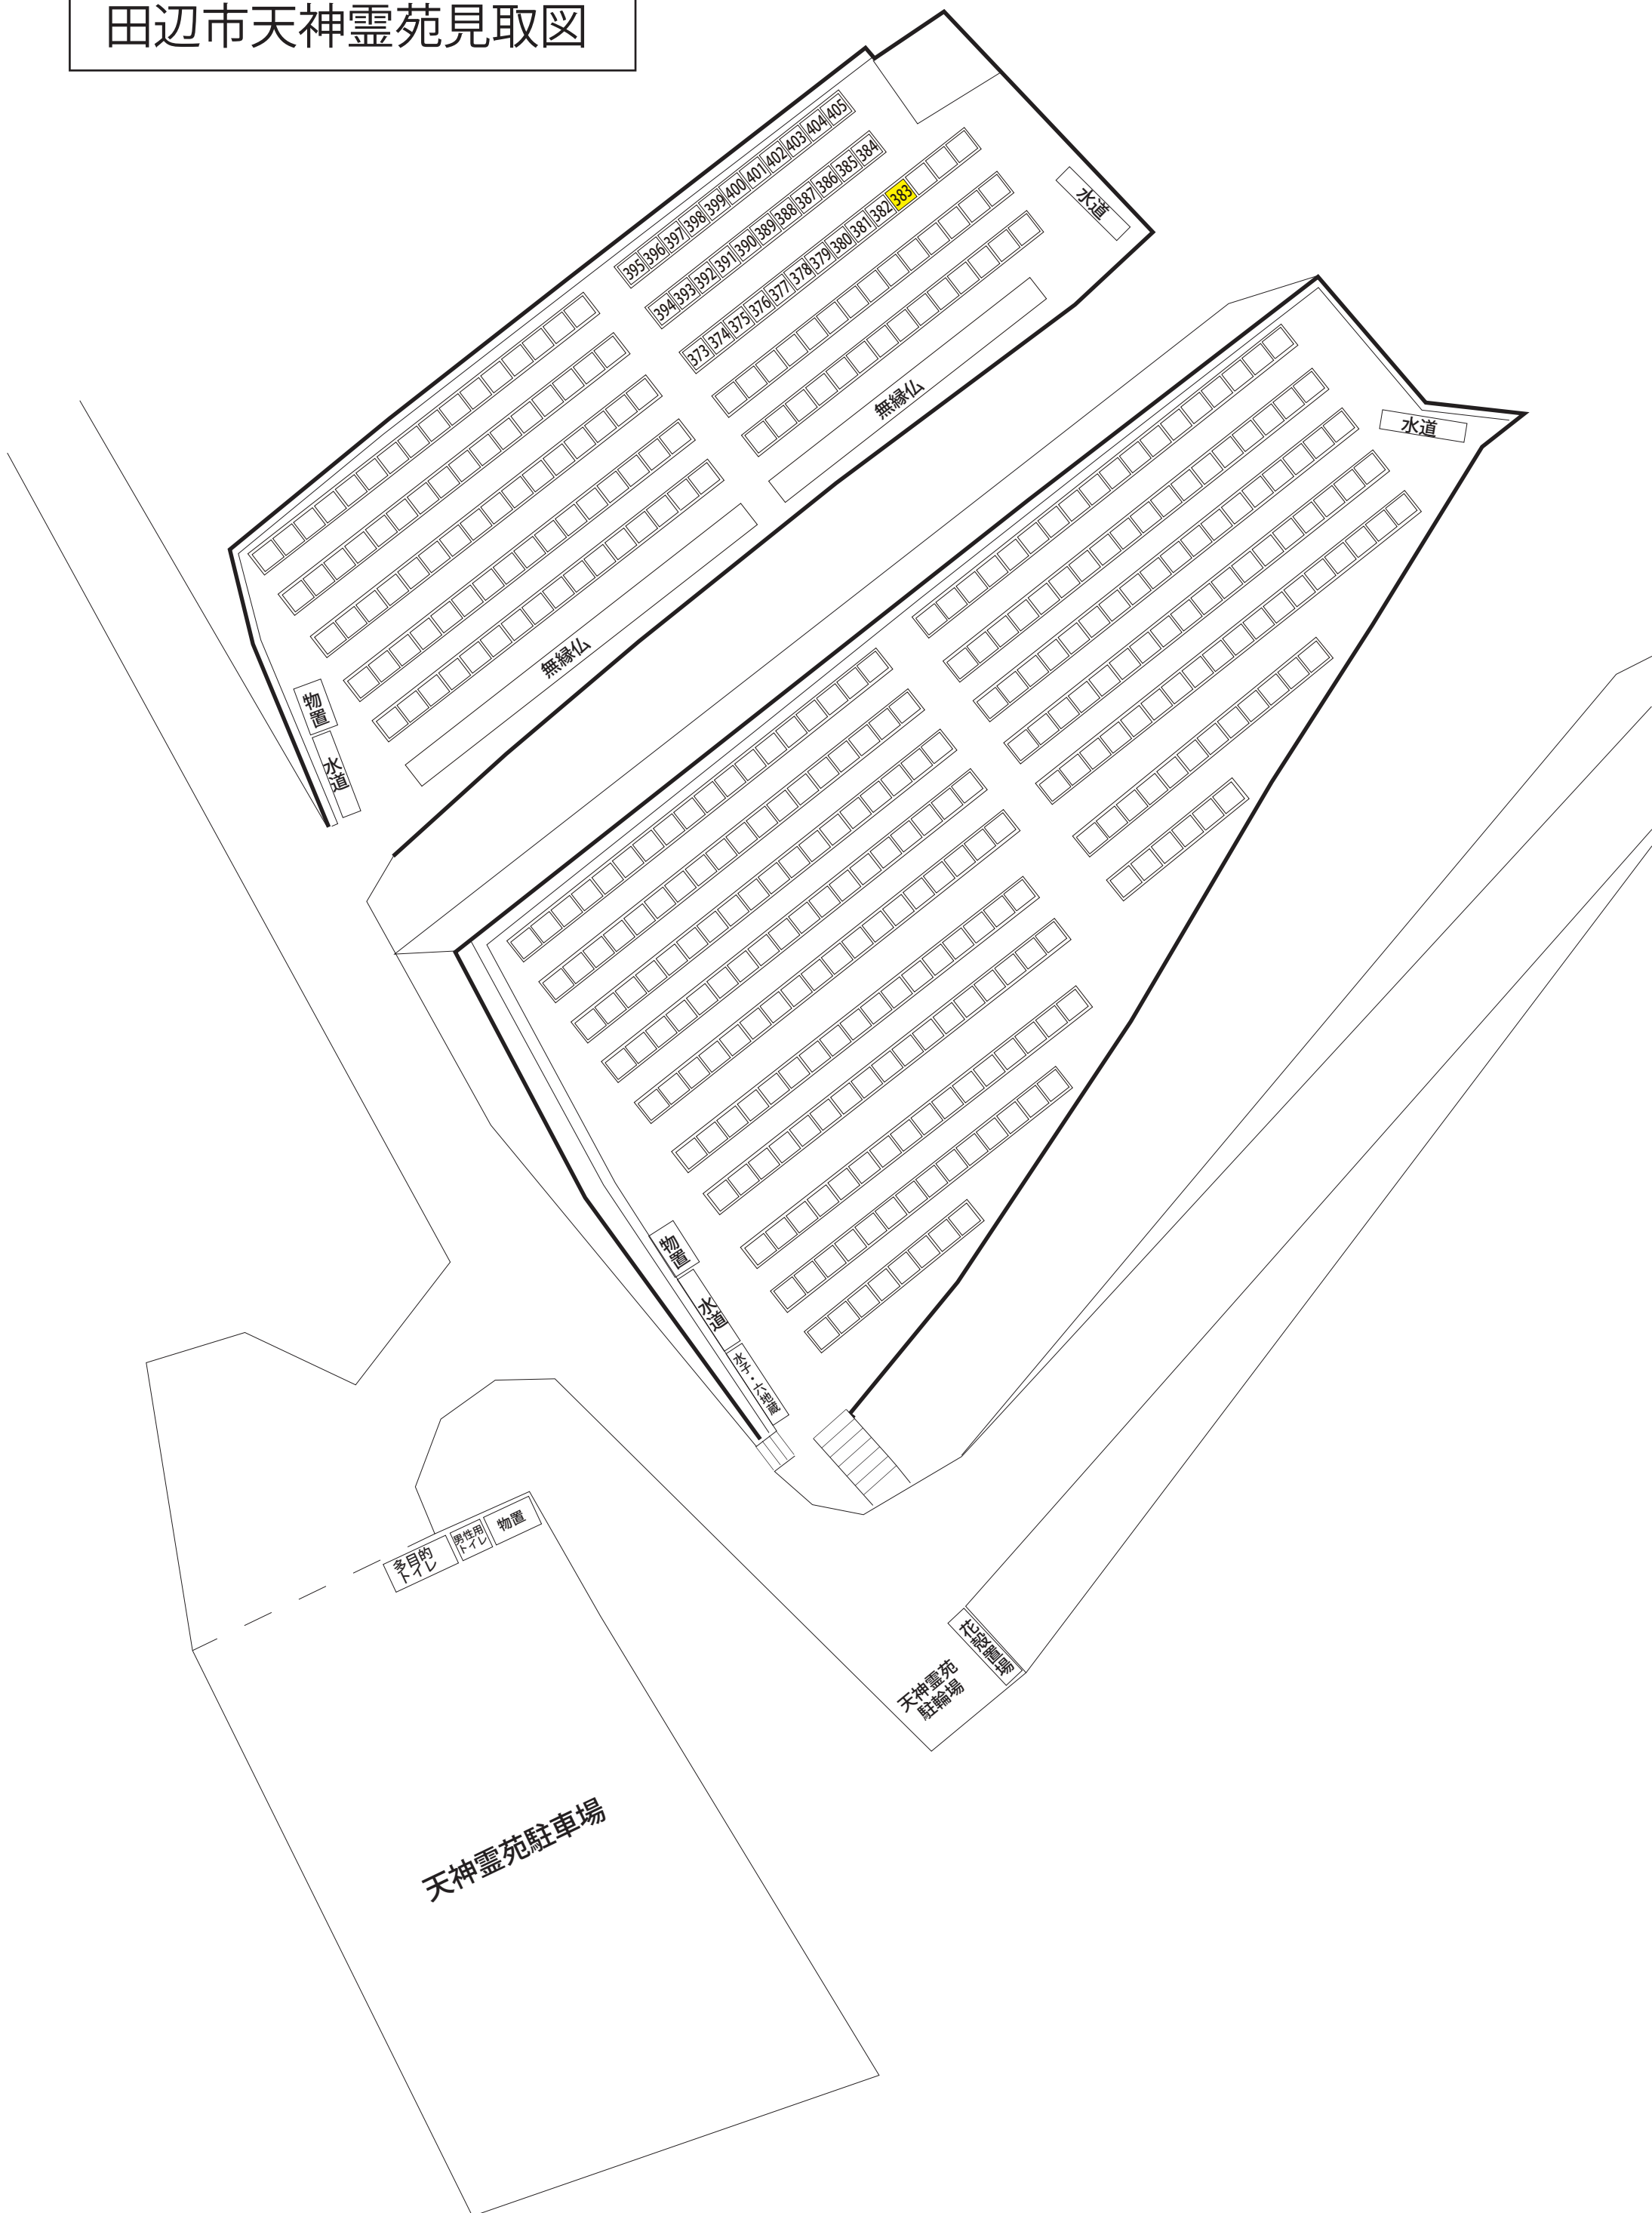 田辺市天神霊苑見取図
395 396 397 398 399 400 401 402 403 404 405
394 393 392 391 390 389 388 387 386 385 384
373 374 375 376 377 378 379 380 381 382 383
水道
無縁仏
水道
無縁仏
物置
水道
物置
水道
水子・六地蔵
多目的
トイレ
男性用
トイレ
物置
花殻置場
天神霊苑
駐輪場
天神霊苑駐車場